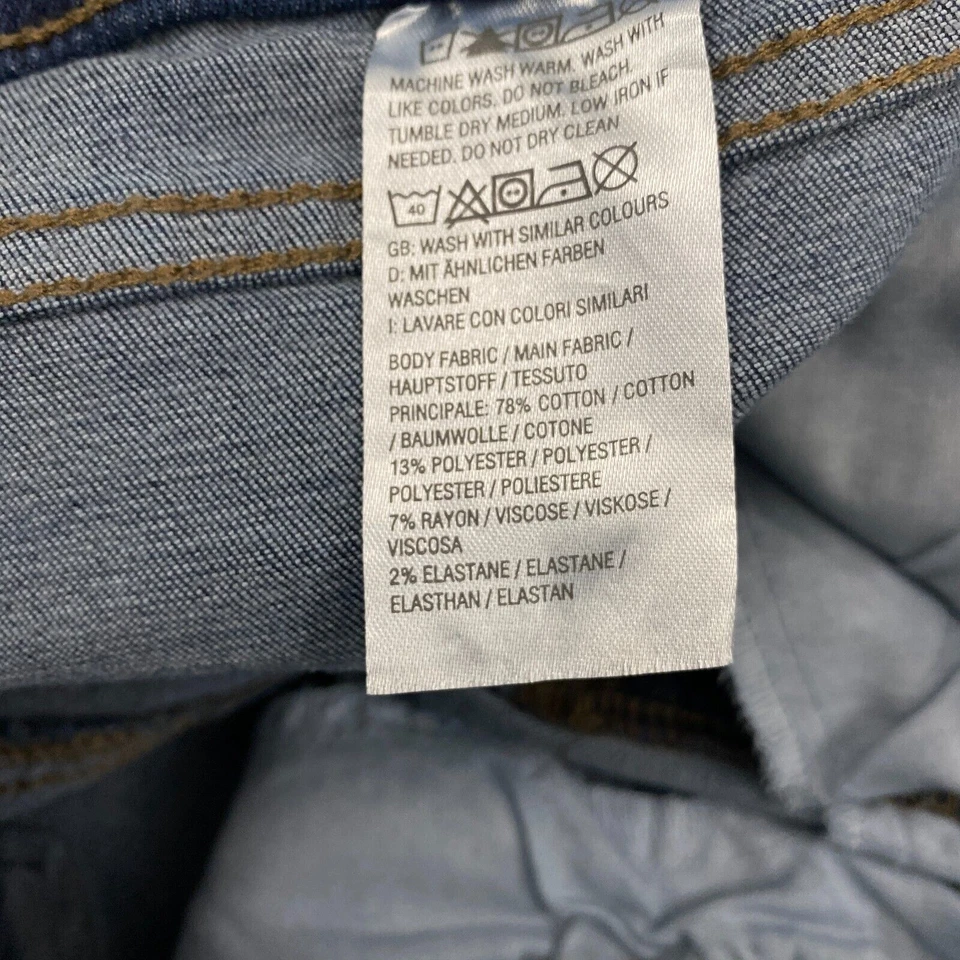 MACHINE WASH WARM. WASH WITH
LIKE COLORS. DO NOT BLEACH.
TUMBLE DRY MEDIUM. LOW IRON IF
NEEDED. DO NOT DRY CLEAN
40
GB: WASH WITH SIMILAR COLOURS
D: MIT ÄHNLICHEN FARBEN
WASCHEN
I: LAVARE CON COLORI SIMILARI
BODY FABRIC / MAIN FABRIC /
HAUPTSTOFF / TESSUTO
PRINCIPALE: 78% COTTON / COTTON
/ BAUMWOLLE / COTONE
13% POLYESTER / POLYESTER /
POLYESTER / POLIESTERE
7% RAYON / VISCOSE / VISKOSE /
VISCOSA
2% ELASTANE / ELASTANE /
ELASTHAN / ELASTAN